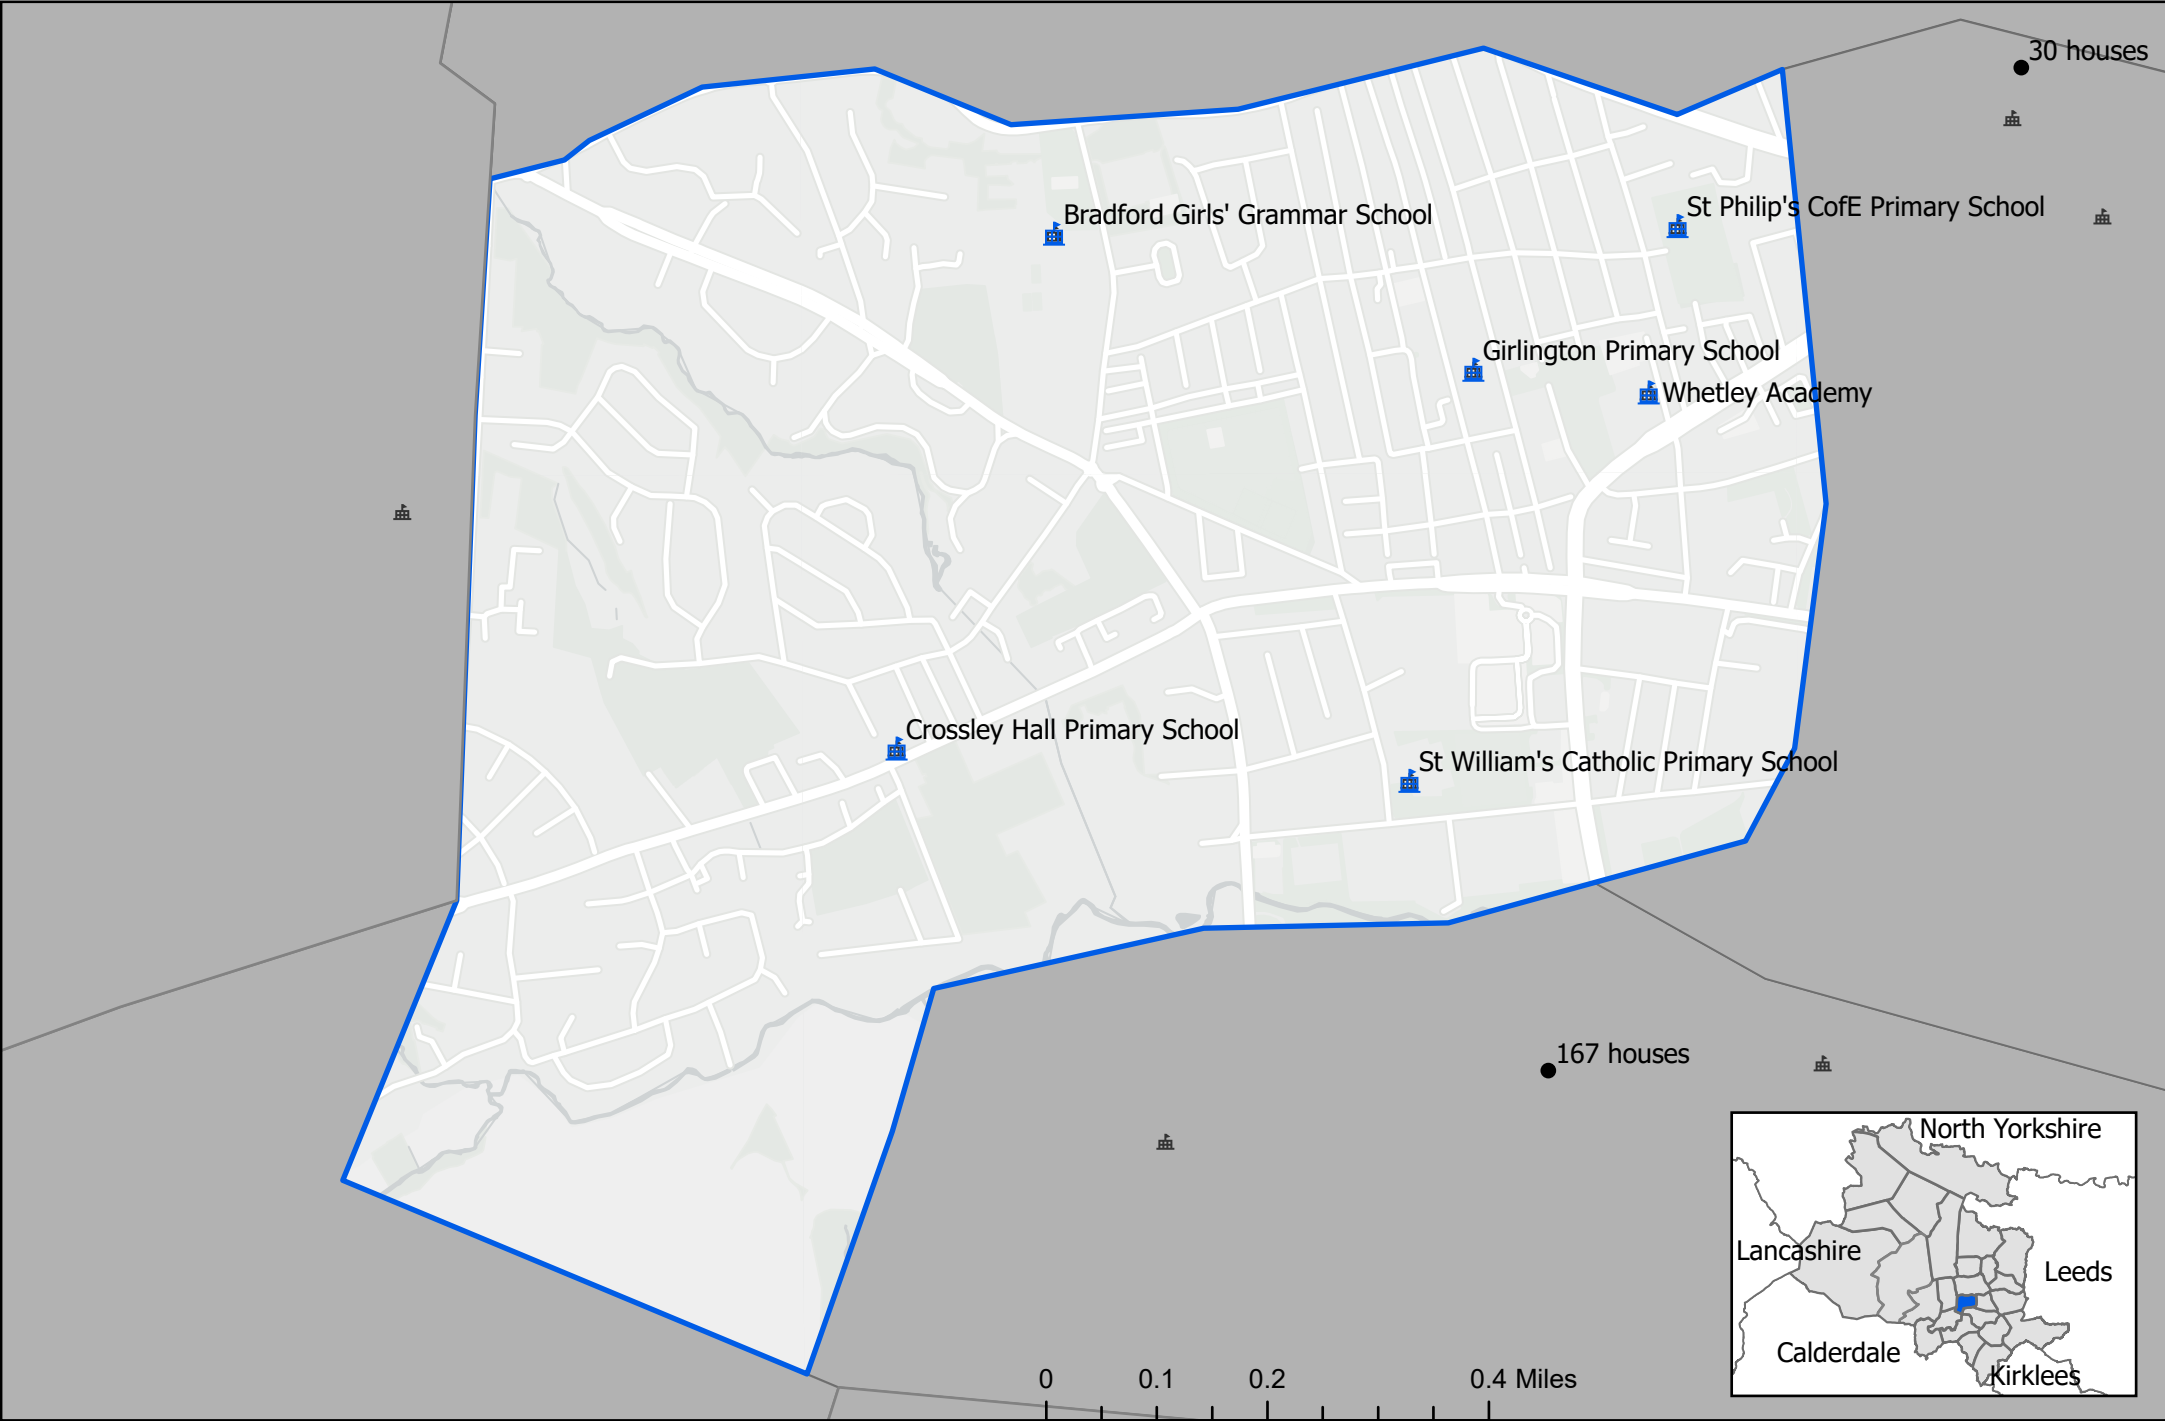 30 houses
St Philip's CofE Primary School
Bradford Girls' Grammar School
Girlington Primary School
Whetley Academy
Crossley Hall Primary School
St William's Catholic Primary School
167 houses
North Yorkshire
Lancashire
Leeds
Calderdale
Kirklees
0 0.1 0.2 0.4 Miles